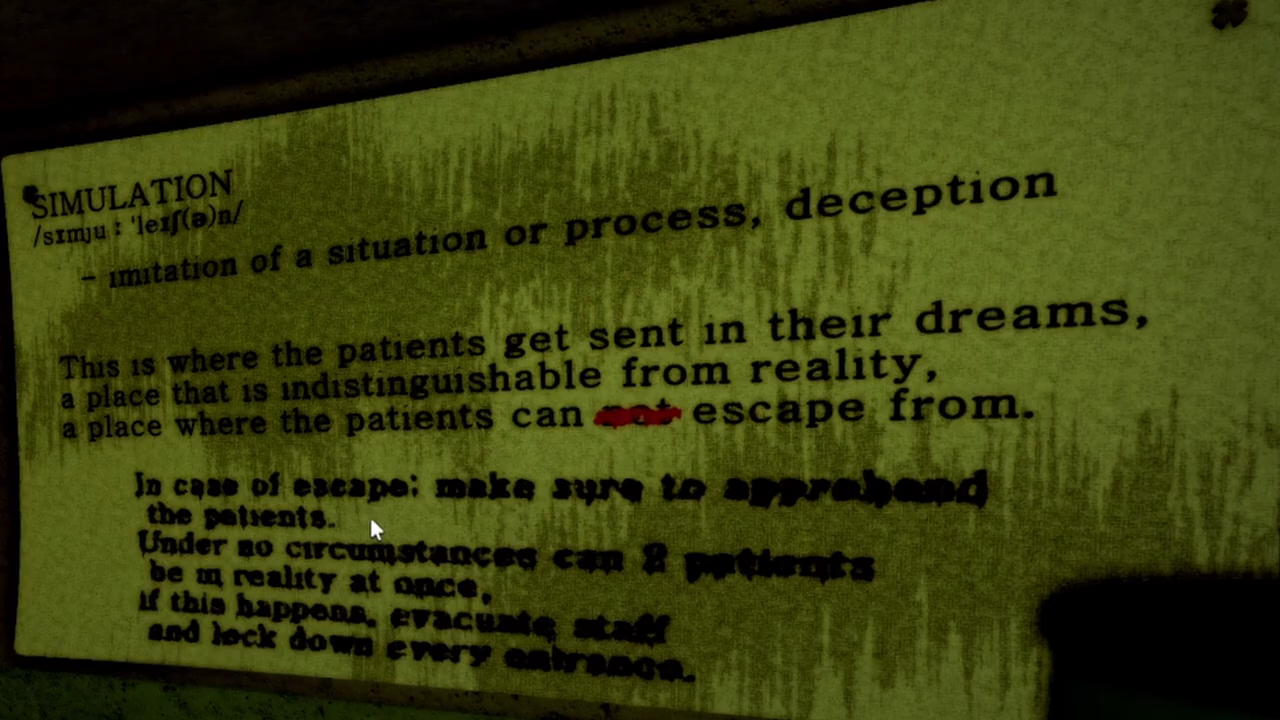 SIMULATION
/sɪmjuːˈleɪʃ(ə)n/
- imitation of a situation or process, deception
This is where the patients get sent in their dreams,
a place that is indistinguishable from reality,
a place where the patients can not escape from.
In case of escape: make sure to apprehend
the patients.
Under no circumstances can 2 patients
be in reality at once,
if this happens, evacuate staff
and lock down every entrance.